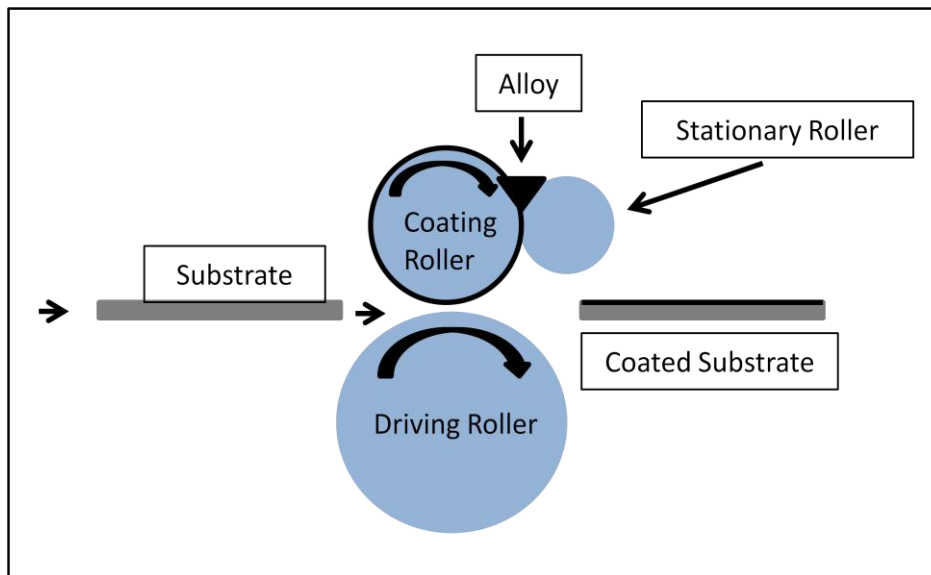 Alloy
Stationary Roller
Coating
Roller
Substrate
Coated Substrate
Driving Roller